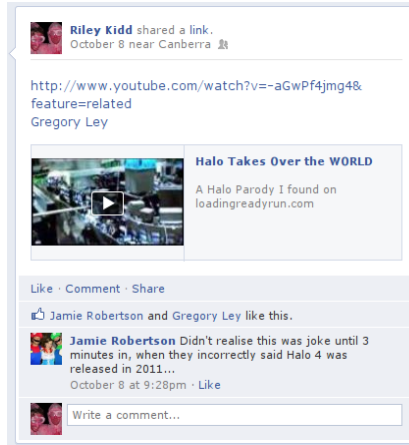 Riley Kidd shared a link.
October 8 near Canberra
http://www.youtube.com/watch?v=-aGwPf4jmg4&
feature=related
Gregory Ley
Halo Takes Over the WORLD
A Halo Parody I found on
loadingreadyrun.com
Like · Comment · Share
Jamie Robertson and Gregory Ley like this.
Jamie Robertson Didn't realise this was joke until 3
minutes in, when they incorrectly said Halo 4 was
released in 2011...
October 8 at 9:28pm · Like
Write a comment...